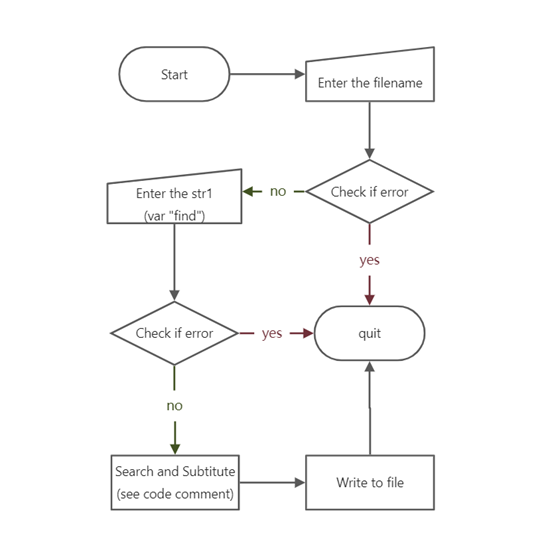 Start
Enter the filename
Check if error
no
Enter the str1
(var "find")
yes
Check if error
yes
quit
no
Search and Subtitute
(see code comment)
Write to file